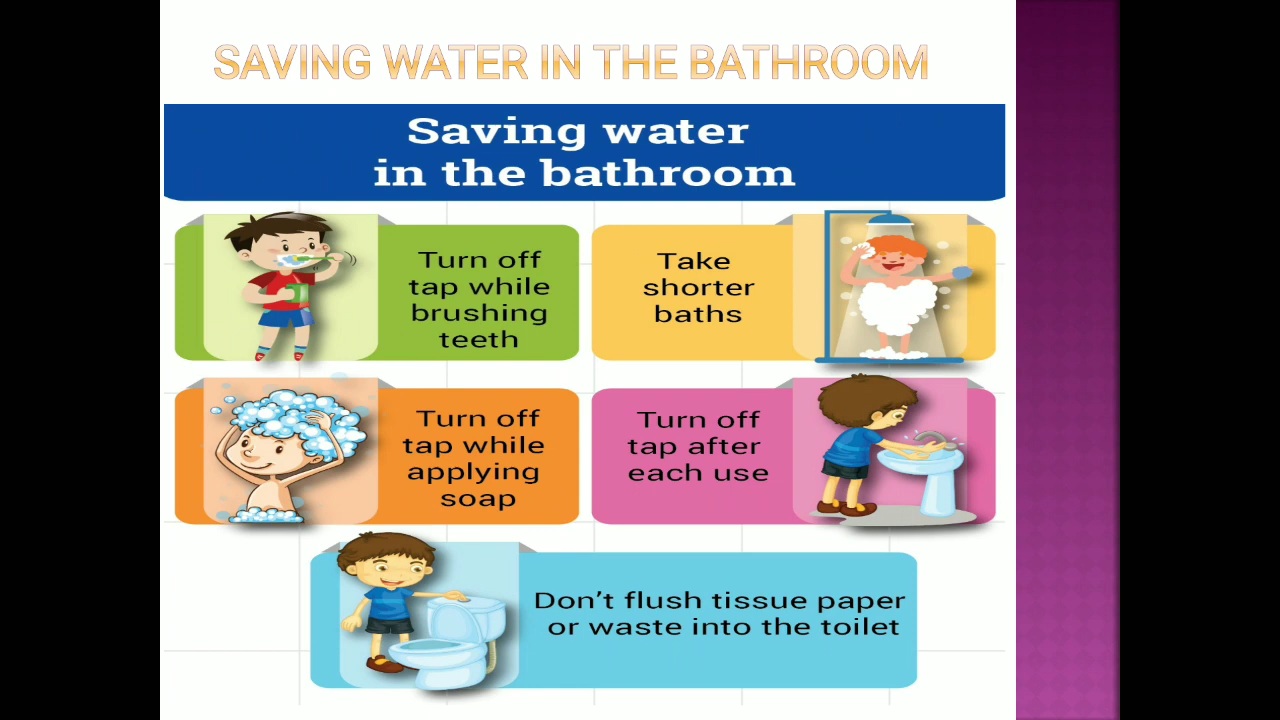 SAVING WATER IN THE BATHROOM
Saving water
in the bathroom
Turn off
tap while
brushing
teeth
Take
shorter
baths
Turn off
tap while
applying
soap
Turn off
tap after
each use
Don't flush tissue paper
or waste into the toilet